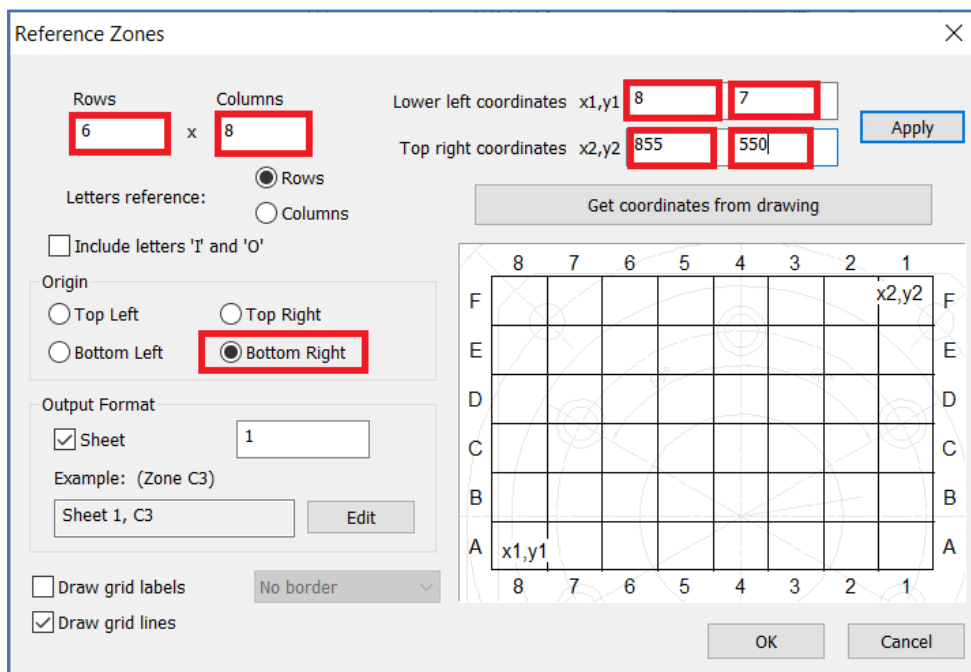 Reference Zones
Rows Columns
6 x 8
Lower left coordinates x1,y1 8 7
Top right coordinates x2,y2 855 550
Apply
Letters reference:
Rows
Columns
Get coordinates from drawing
Include letters 'I' and 'O'
Origin
Top Left Top Right
Bottom Left Bottom Right
Output Format
Sheet 1
Example: (Zone C3)
Sheet 1, C3 Edit
Draw grid labels No border
Draw grid lines
8 7 6 5 4 3 2 1
F x2,y2 F
E E
D D
C C
B B
A x1,y1 A
8 7 6 5 4 3 2 1
OK Cancel